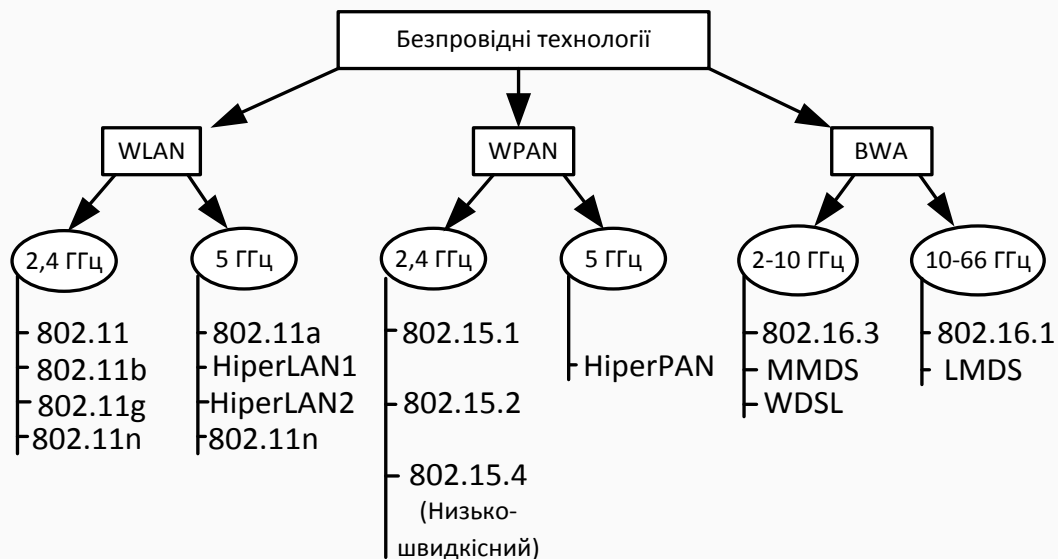 Безпровідні технології
WLAN
WPAN
BWA
2,4 ГГц
5 ГГц
2,4 ГГц
5 ГГц
2-10 ГГц
10-66 ГГц
802.11
802.11b
802.11g
802.11n
802.11a
HiperLAN1
HiperLAN2
802.11n
802.15.1
802.15.2
802.15.4
(Низько-
швидкісний)
HiperPAN
802.16.3
MMDS
WDSL
802.16.1
LMDS